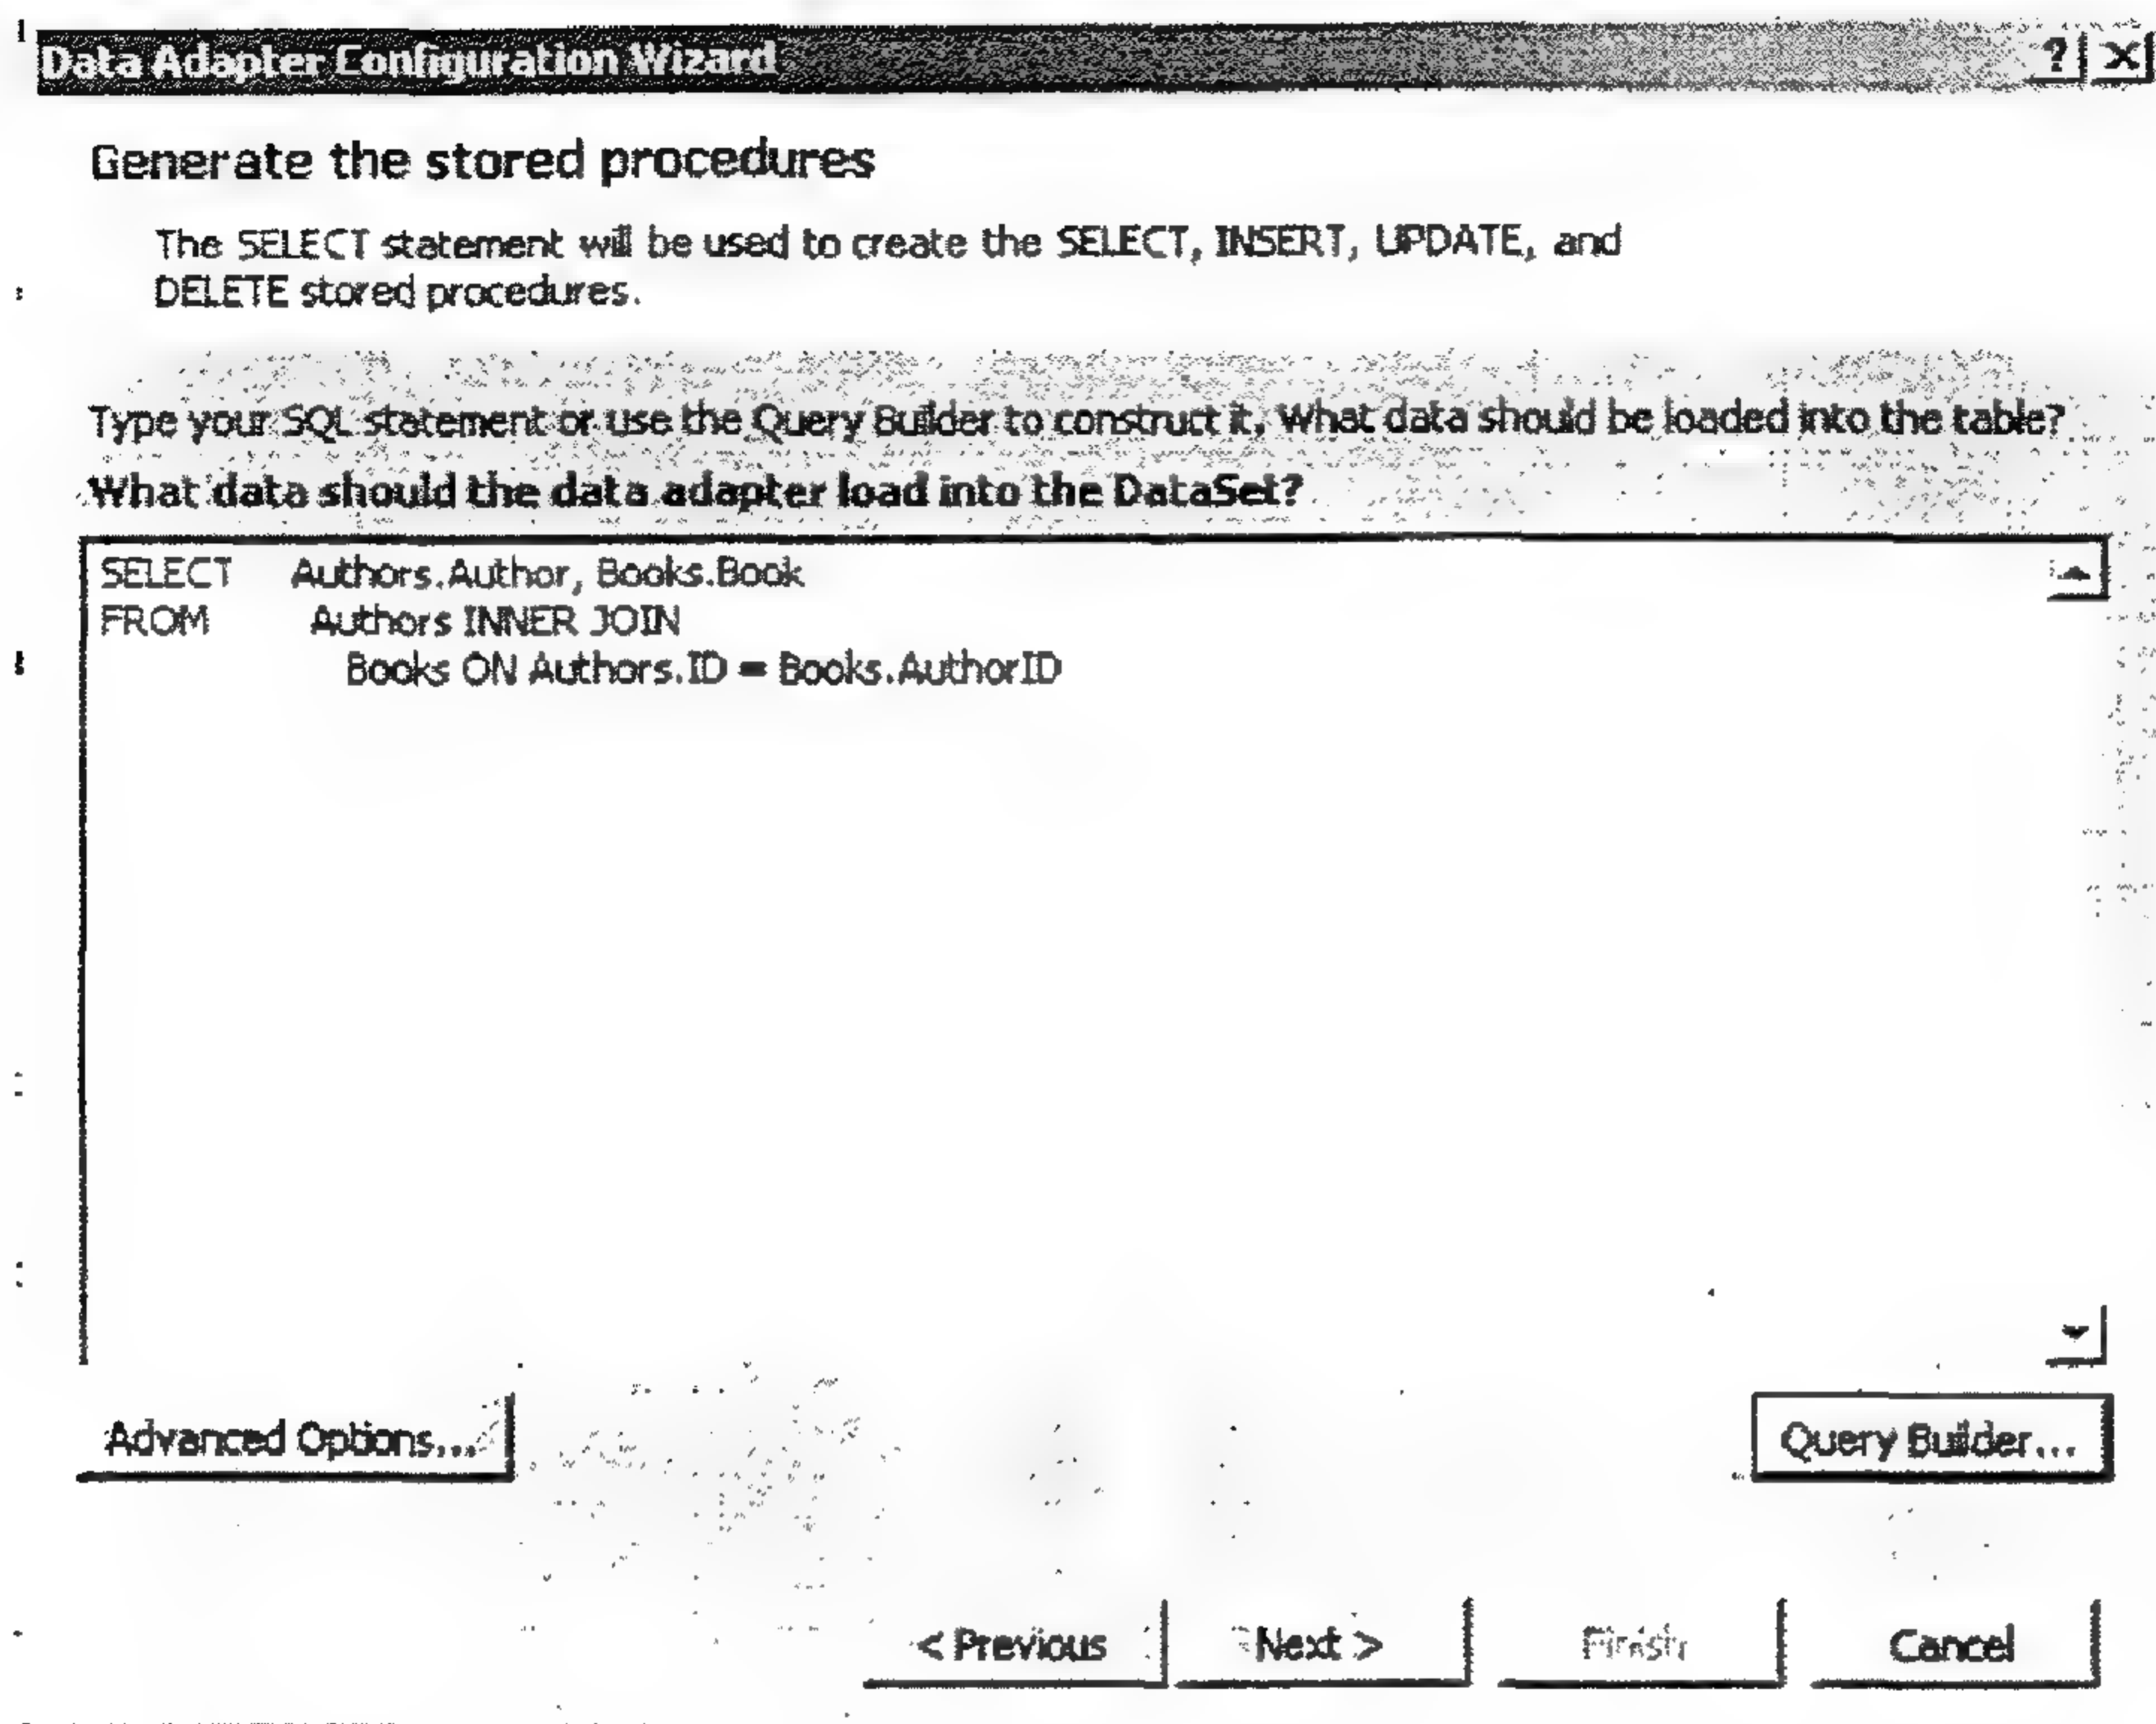 Data Adapter Configuration Wizard
? X
Generate the stored procedures
The SELECT statement will be used to create the SELECT, INSERT, UPDATE, and
DELETE stored procedures.
Type your SQL statement or use the Query Builder to construct it. What data should be loaded into the table?
What data should the data adapter load into the DataSet?
SELECT Authors.Author, Books.Book
FROM Authors INNER JOIN
Books ON Authors.ID = Books.AuthorID
Advanced Options...
Query Builder...
< Previous Next > Finish Cancel